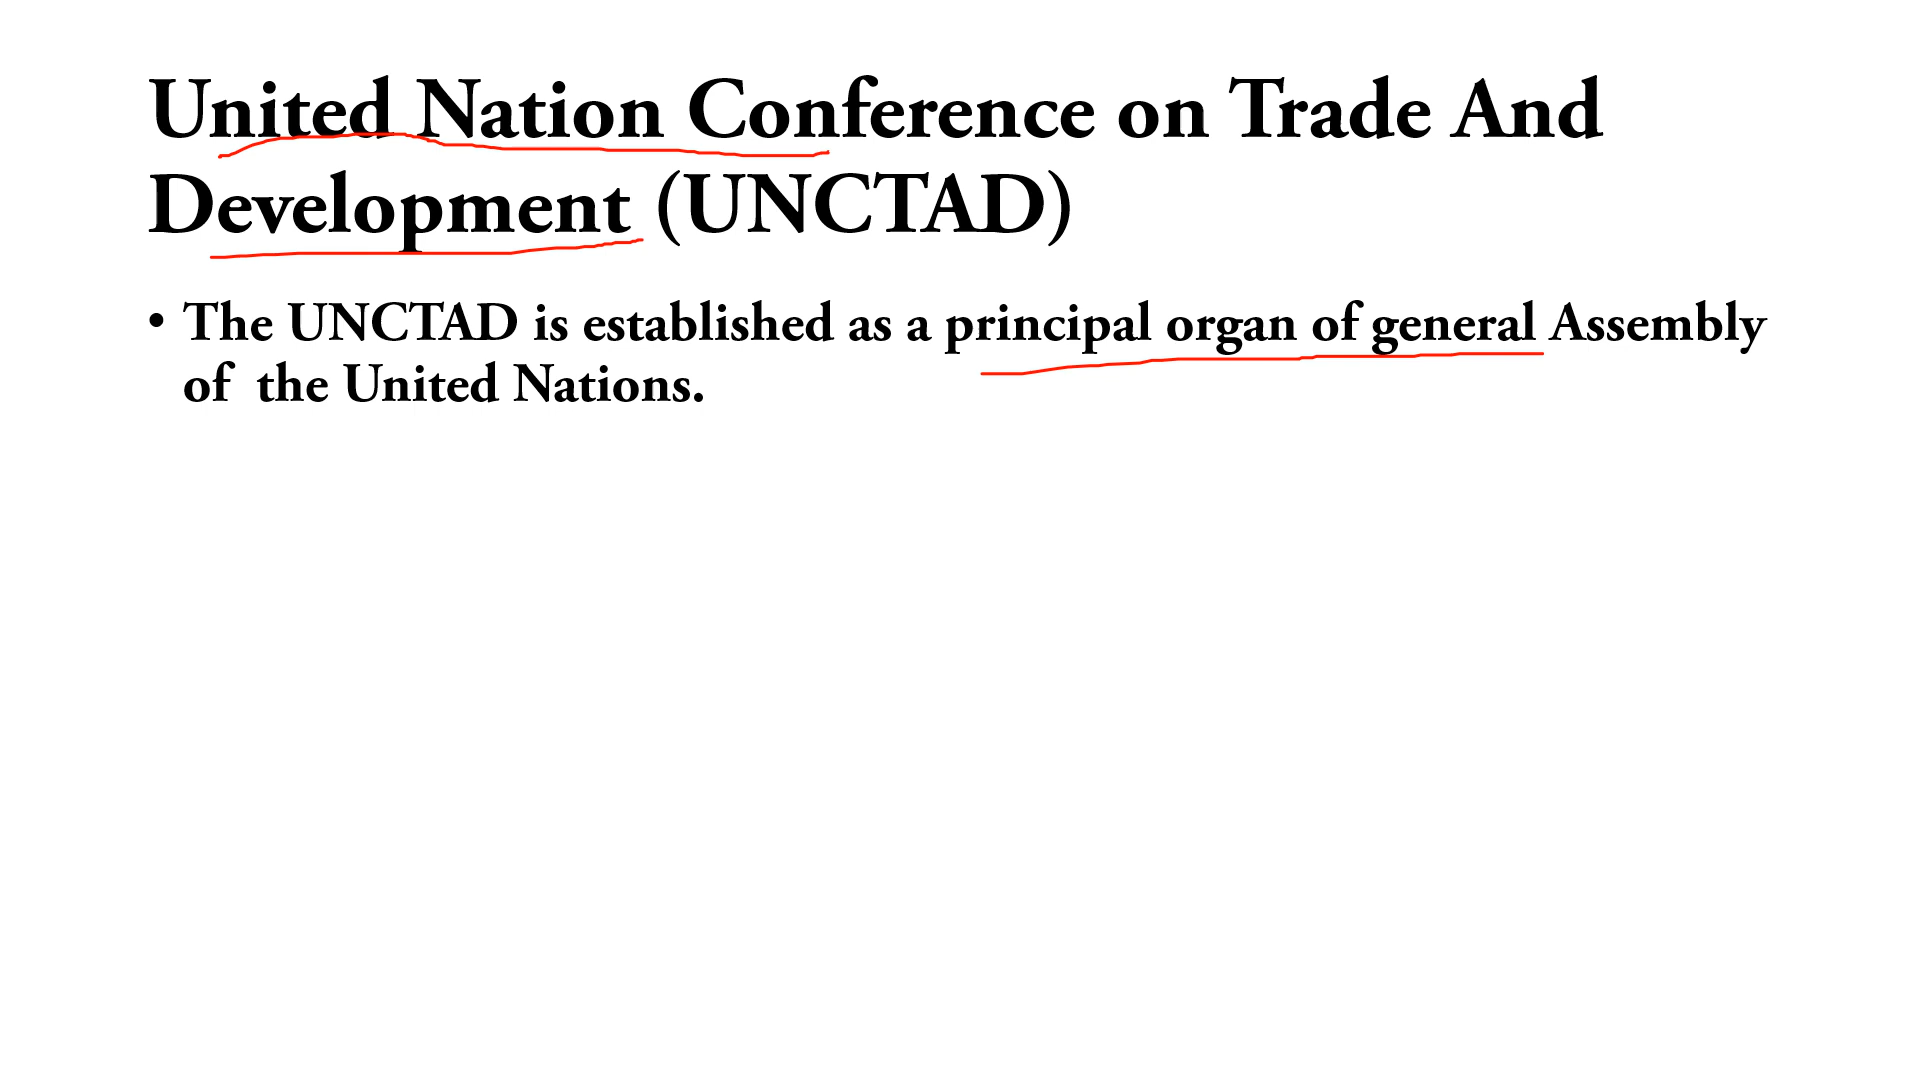 United Nation Conference on Trade And
Development (UNCTAD)
• The UNCTAD is established as a principal organ of general Assembly
of  the United Nations.